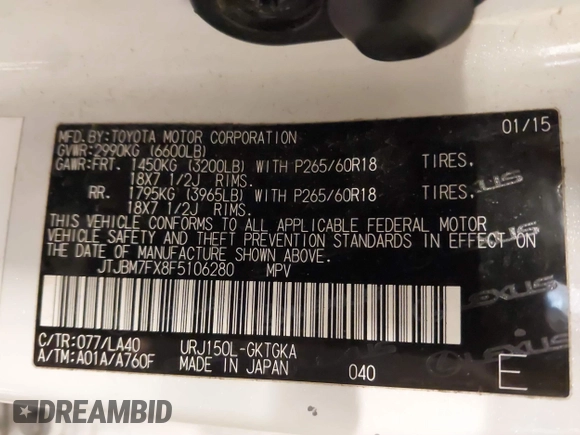 MFD.BY:TOYOTA MOTOR CORPORATION 01/15
GVWR:2990KG (6600LB)
GAWR:FRT. 1450KG (3200LB) WITH P265/60R18 TIRES,
18X7 1/2J RIMS.
RR. 1795KG (3965LB) WITH P265/60R18 TIRES,
18X7 1/2J RIMS.
THIS VEHICLE CONFORMS TO ALL APPLICABLE FEDERAL MOTOR
VEHICLE SAFETY AND THEFT PREVENTION STANDARDS IN EFFECT ON
THE DATE OF MANUFACTURE SHOWN ABOVE.
JTJBM7FX8F5106280 MPV
C/TR:077/LA40 URJ150L-GKTGKA
A/TM:A01A/A760F MADE IN JAPAN 040 E
LEXUS
LEXUS
LEXUS
DREAMBID